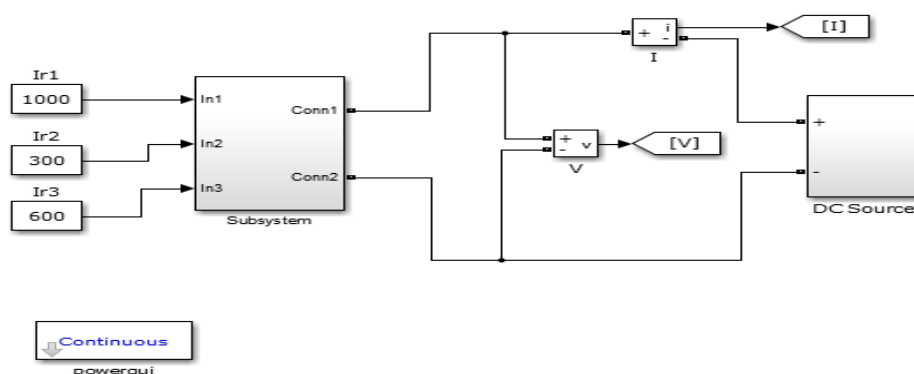 Ir1
1000
In1
Ir2
300
In2
Ir3
600
In3
Conn1
Conn2
Subsystem
+
i
-
I
[I]
+
-
v
V
[V]
+
-
DC Source
Continuous
powergui